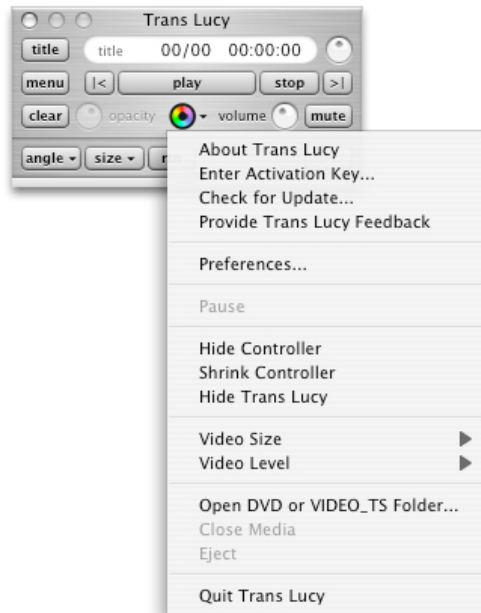 Trans Lucy
title title 00/00 00:00:00
menu |< play stop >|
clear opacity volume mute
angle size
About Trans Lucy
Enter Activation Key...
Check for Update...
Provide Trans Lucy Feedback
Preferences...
Pause
Hide Controller
Shrink Controller
Hide Trans Lucy
Video Size
Video Level
Open DVD or VIDEO_TS Folder...
Close Media
Eject
Quit Trans Lucy